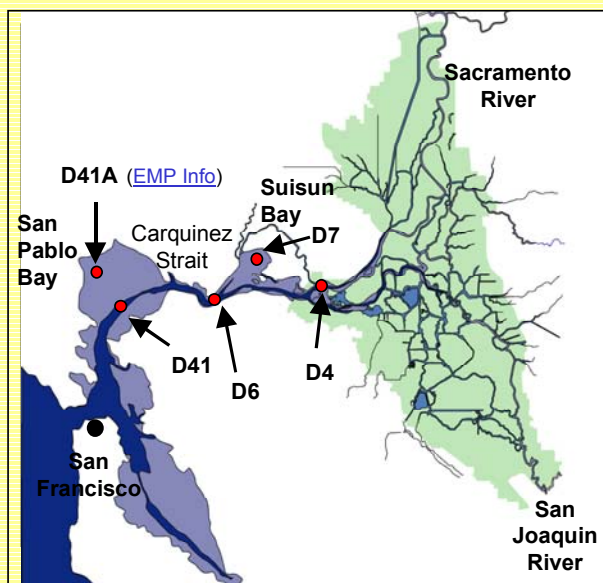 Sacramento
River
D41A (EMP Info)
Suisun
Bay
San
Pablo
Bay
Carquinez
Strait
D7
D41
D6
D4
San
Francisco
San
Joaquin
River